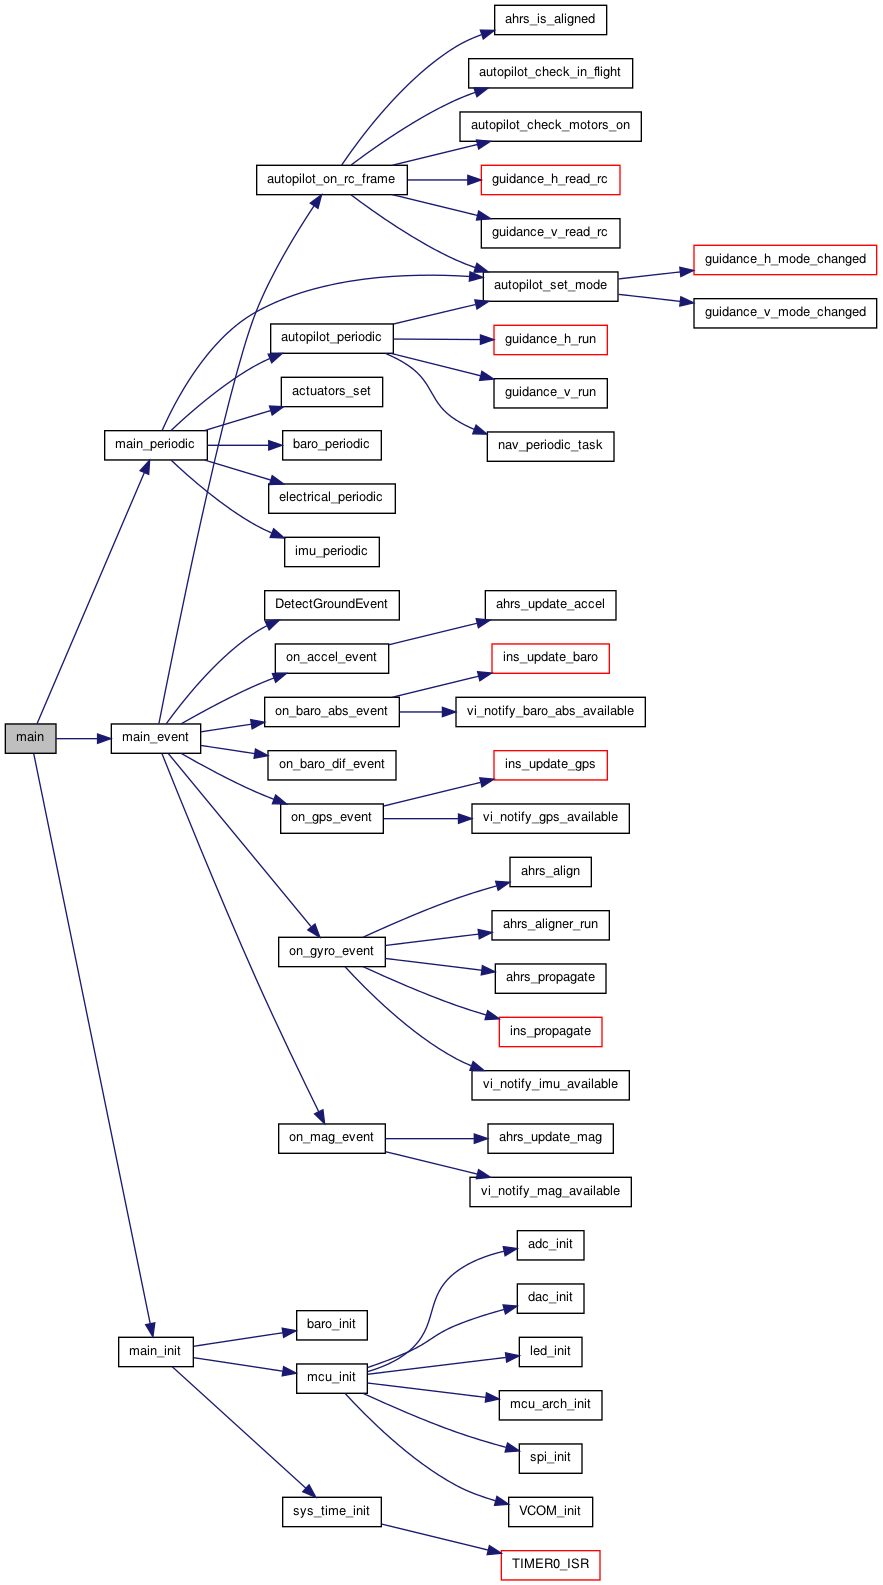 ahrs_is_aligned
autopilot_check_in_flight
autopilot_check_motors_on
autopilot_on_rc_frame
guidance_h_read_rc
guidance_v_read_rc
guidance_h_mode_changed
autopilot_set_mode
guidance_v_mode_changed
autopilot_periodic
guidance_h_run
actuators_set
guidance_v_run
main_periodic
baro_periodic
nav_periodic_task
electrical_periodic
imu_periodic
DetectGroundEvent
ahrs_update_accel
on_accel_event
ins_update_baro
on_baro_abs_event
vi_notify_baro_abs_available
main
main_event
on_baro_dif_event
ins_update_gps
on_gps_event
vi_notify_gps_available
ahrs_align
ahrs_aligner_run
on_gyro_event
ahrs_propagate
ins_propagate
vi_notify_imu_available
on_mag_event
ahrs_update_mag
vi_notify_mag_available
adc_init
dac_init
baro_init
main_init
led_init
mcu_init
mcu_arch_init
spi_init
sys_time_init
VCOM_init
TIMER0_ISR